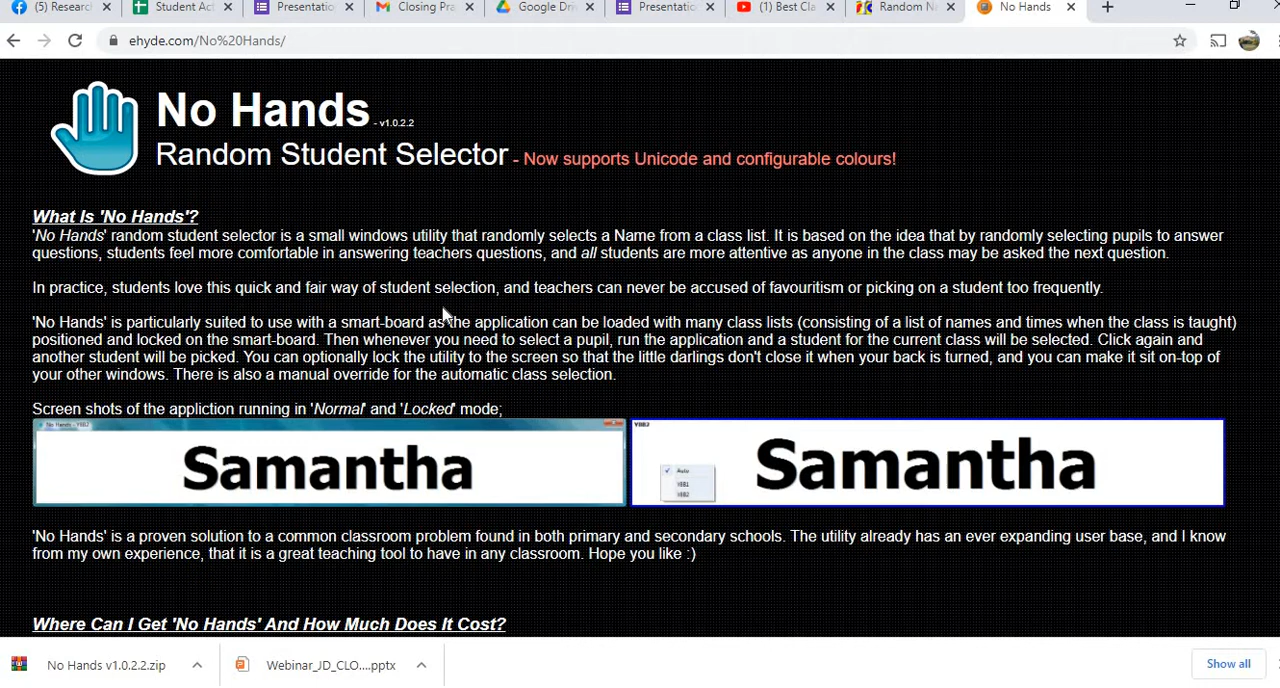 (5) Research
Student Act
Presentatio
Closing Pra
Google Driv
Presentatio
(1) Best Cla
Random Na
No Hands
ehyde.com/No%20Hands/
No Hands - v1.0.2.2
Random Student Selector - Now supports Unicode and configurable colours!
What Is 'No Hands'?
'No Hands' random student selector is a small windows utility that randomly selects a Name from a class list. It is based on the idea that by randomly selecting pupils to answer
questions, students feel more comfortable in answering teachers questions, and all students are more attentive as anyone in the class may be asked the next question.
In practice, students love this quick and fair way of student selection, and teachers can never be accused of favouritism or picking on a student too frequently.
'No Hands' is particularly suited to use with a smart-board as the application can be loaded with many class lists (consisting of a list of names and times when the class is taught)
positioned and locked on the smart-board. Then whenever you need to select a pupil, run the application and a student for the current class will be selected. Click again and
another student will be picked. You can optionally lock the utility to the screen so that the little darlings don't close it when your back is turned, and you can make it sit on-top of
your other windows. There is also a manual override for the automatic class selection.
Screen shots of the appliction running in 'Normal' and 'Locked' mode;
Samantha
Samantha
Auto
'No Hands' is a proven solution to a common classroom problem found in both primary and secondary schools. The utility already has an ever expanding user base, and I know
from my own experience, that it is a great teaching tool to have in any classroom. Hope you like :)
Where Can I Get 'No Hands' And How Much Does It Cost?
No Hands v1.0.2.2.zip
Webinar_JD_CLO....pptx
Show all